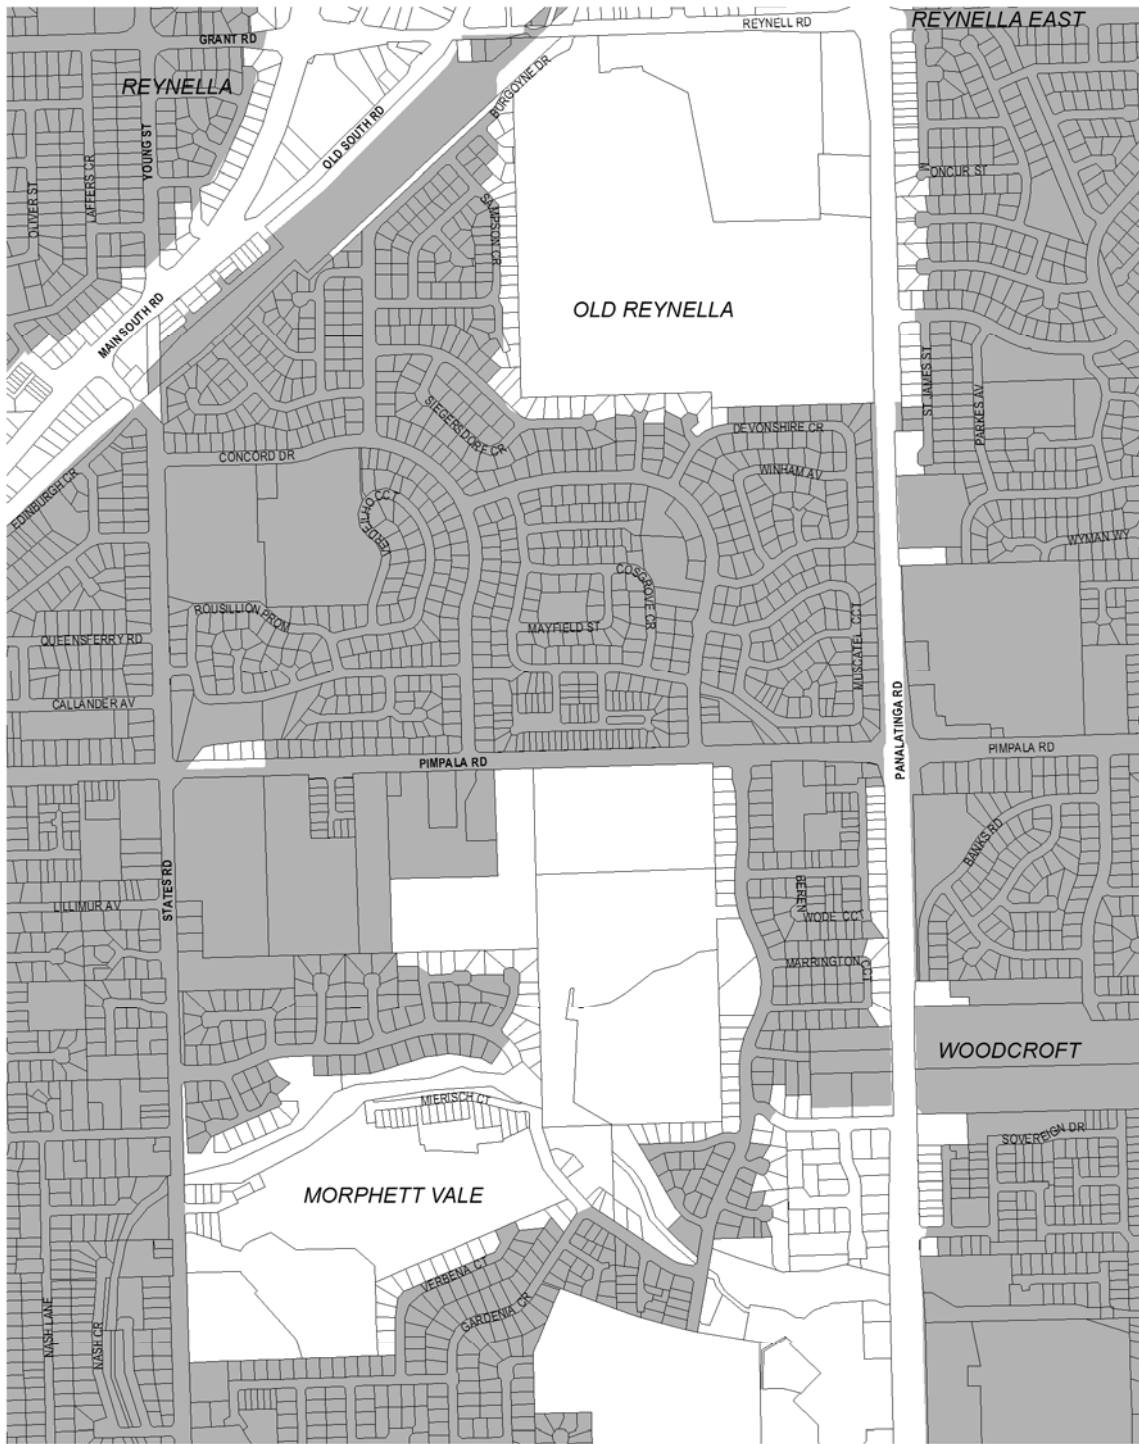 REYNELLA EAST
REYNELL RD
GRANT RD
REYNELLA
BURGOYNE DR
OLD SOUTH RD
YOUNG ST
LAFFERS CR
OLIVER ST
ONCUR ST
SAMPSON CR
OLD REYNELLA
MAIN SOUTH RD
ST JAMES ST
PARKES AV
SIEGERSDORF CR
DEVONSHIRE CR
CONCORD DR
WINHAM AV
EDINBURGH CR
VERDEILHO CCT
WYMAN WY
COSGROVE CR
ROUSILLION PROM
MAYFIELD ST
MUSCATEL CCT
QUEENSFERRY RD
CALLANDER AV
PANALATINGA RD
PIMPALA RD
PIMPALA RD
BANKS RD
STATES RD
BEREN
LILLIMUR AV
WODE CCT
MARRINGTON CCT
WOODCROFT
MIERISCH CT
SOVEREIGN DR
MORPHETT VALE
VERBENA CT
GARDENIA CR
NASH LANE
NASH CR